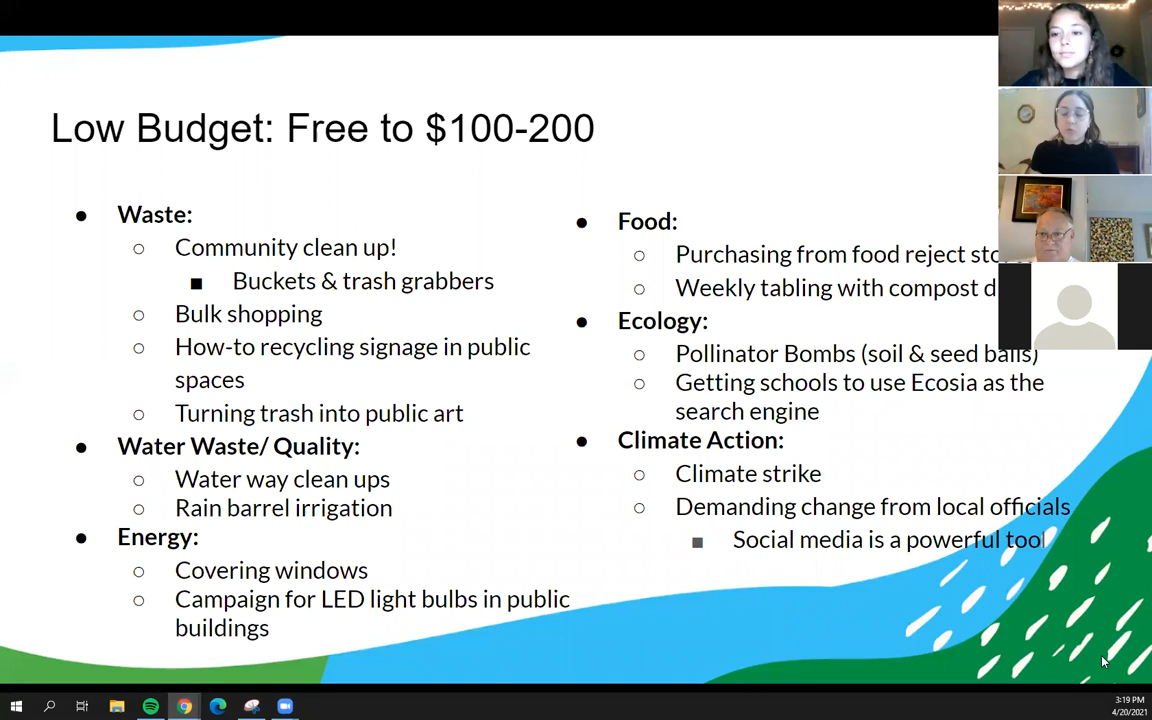 Low Budget: Free to $100-200
Waste:
Community clean up!
Buckets & trash grabbers
Bulk shopping
How-to recycling signage in public
spaces
Turning trash into public art
Water Waste/ Quality:
Water way clean ups
Rain barrel irrigation
Energy:
Covering windows
Campaign for LED light bulbs in public
buildings
Food:
Purchasing from food reject
Weekly tabling with compost
Ecology:
Pollinator Bombs (soil & seed balls)
Getting schools to use Ecosia as the
search engine
Climate Action:
Climate strike
Demanding change from local officials
Social media is a powerful tool
3:19 PM
4/20/2021